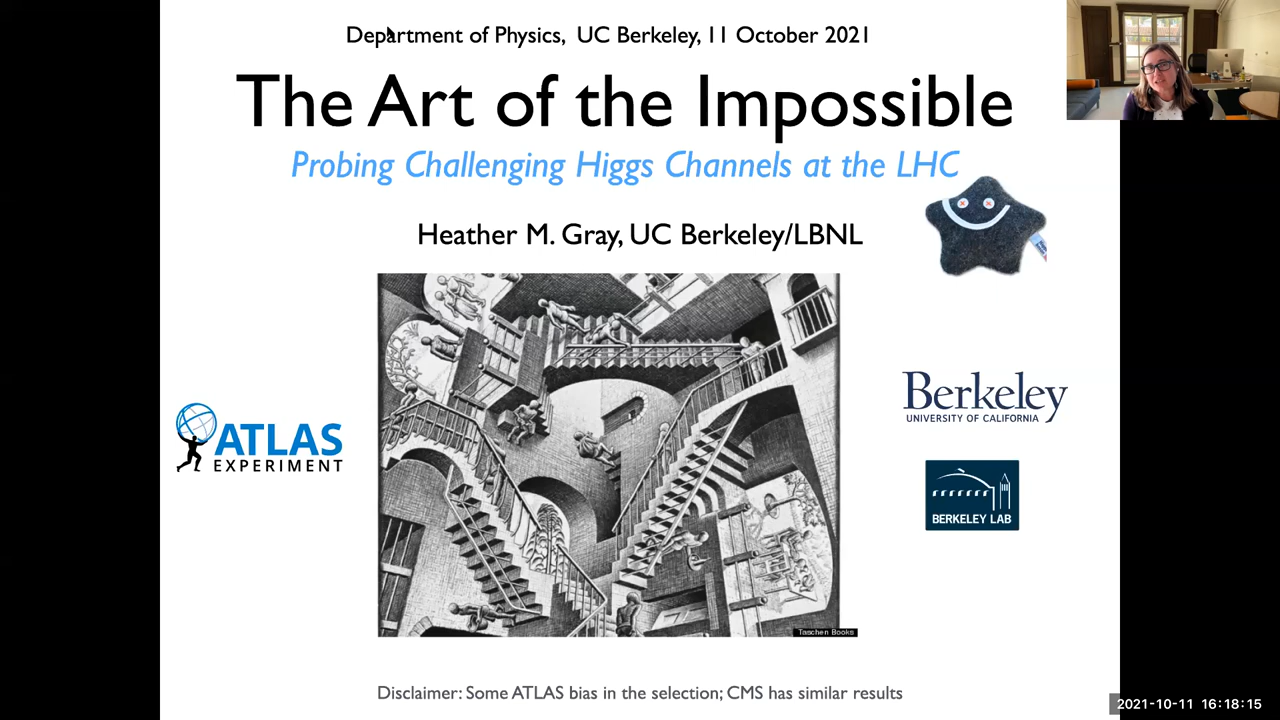 Department of Physics, UC Berkeley, 11 October 2021
The Art of the Impossible
Probing Challenging Higgs Channels at the LHC
Heather M. Gray, UC Berkeley/LBNL
ATLAS
EXPERIMENT
Berkeley
UNIVERSITY OF CALIFORNIA
BERKELEY LAB
Taschen Books
Disclaimer: Some ATLAS bias in the selection; CMS has similar results
2021-10-11 16:18:15